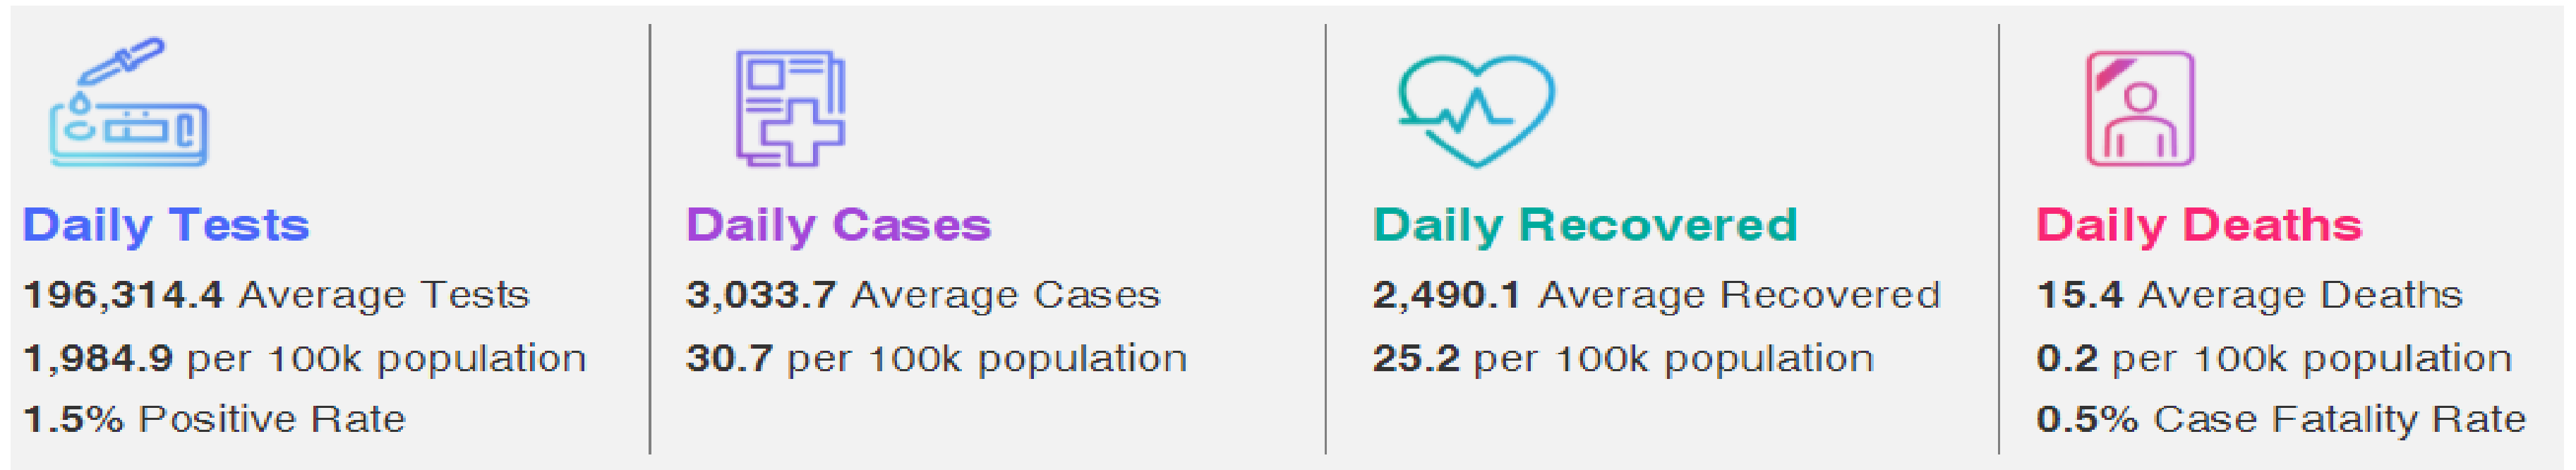 Daily Tests
196,314.4 Average Tests
1,984.9 per 100k population
1.5% Positive Rate
Daily Cases
3,033.7 Average Cases
30.7 per 100k population
Daily Recovered
2,490.1 Average Recovered
25.2 per 100k population
Daily Deaths
15.4 Average Deaths
0.2 per 100k population
0.5% Case Fatality Rate